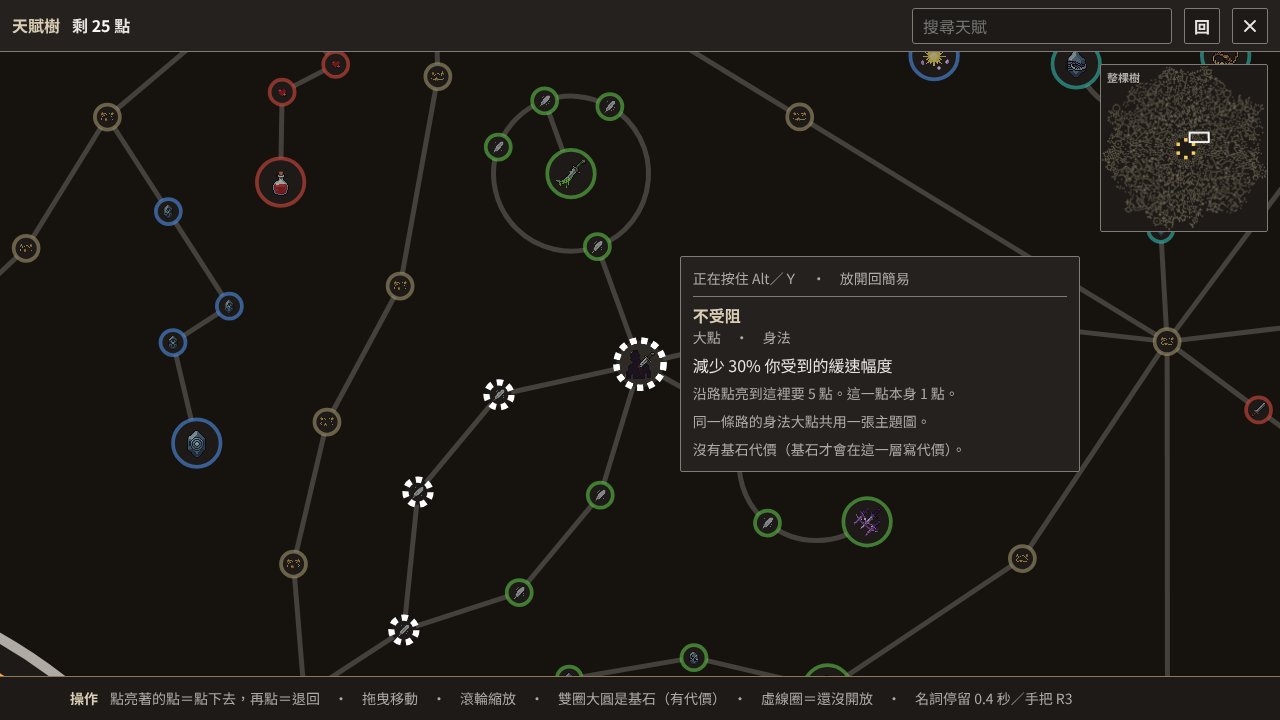 天賦樹 剩 25 點
搜尋天賦
回
整棵樹
正在按住 Alt／Y ・ 放開回簡易
不受阻
大點 ・ 身法
減少 30% 你受到的緩速幅度
沿路點亮到這裡要 5 點。這一點本身 1 點。
同一條路的身法大點共用一張主題圖。
沒有基石代價（基石才會在這一層寫代價）。
操作 點亮著的點＝點下去，再點＝退回 ・ 拖曳移動 ・ 滾輪縮放 ・ 雙圈大圓是基石（有代價） ・ 虛線圈＝還沒開放 ・ 名詞停留 0.4 秒／手把 R3